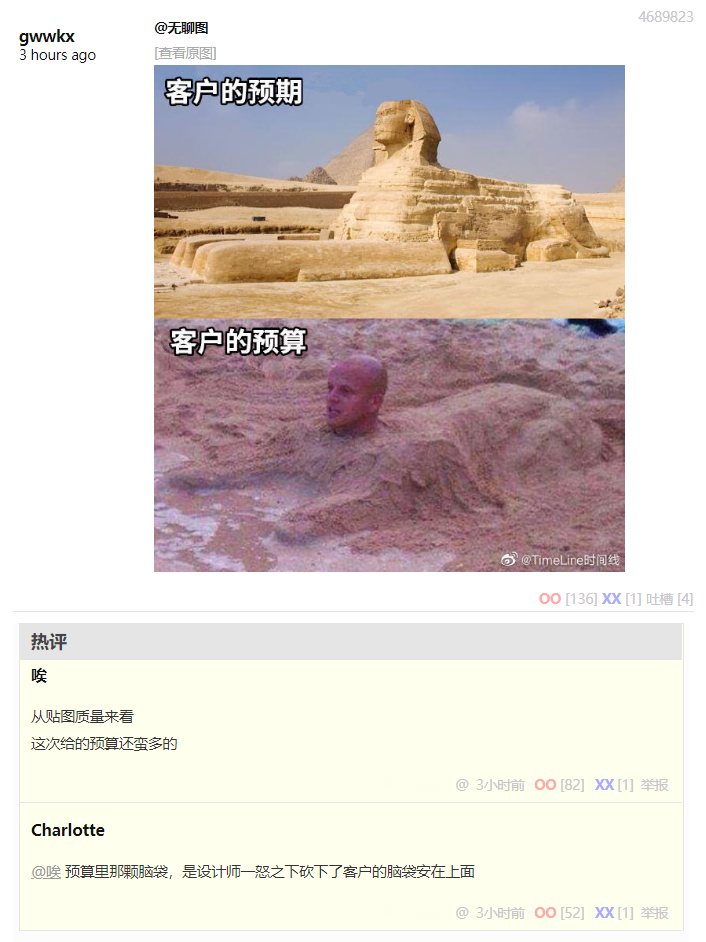 4689823
gwwkx
3 hours ago
@无聊图
[查看原图]
客户的预期
客户的预算
@TimeLine时间线
OO [136] XX [1] 吐槽 [4]
热评
唉
从贴图质量来看
这次给的预算还蛮多的
@ 3小时前 OO [82] XX [1] 举报
Charlotte
@唉 预算里那颗脑袋，是设计师一怒之下砍下了客户的脑袋安在上面
@ 3小时前 OO [52] XX [1] 举报